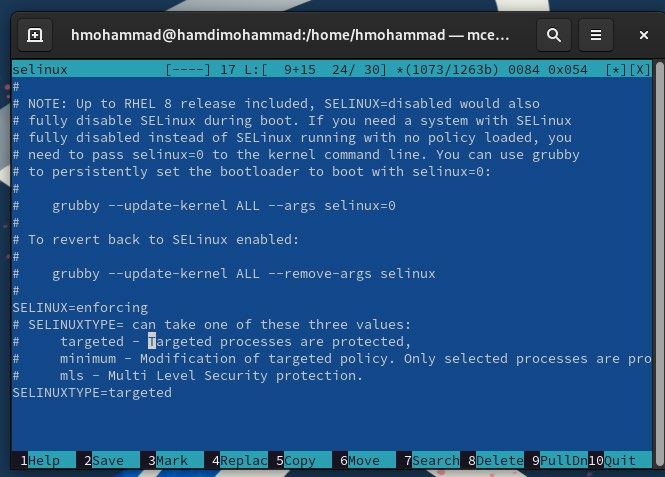 hmohammad@hamdimohammad:/home/hmohammad — mce...
selinux [----] 17 L:[ 9+15 24/ 30] *(1073/1263b) 0084 0x054 [*][X]
#
# NOTE: Up to RHEL 8 release included, SELINUX=disabled would also
# fully disable SELinux during boot. If you need a system with SELinux
# fully disabled instead of SELinux running with no policy loaded, you
# need to pass selinux=0 to the kernel command line. You can use grubby
# to persistently set the bootloader to boot with selinux=0:
#
#    grubby --update-kernel ALL --args selinux=0
#
# To revert back to SELinux enabled:
#
#    grubby --update-kernel ALL --remove-args selinux
#
SELINUX=enforcing
# SELINUXTYPE= can take one of these three values:
#     targeted - Targeted processes are protected,
#     minimum - Modification of targeted policy. Only selected processes are pro
#     mls - Multi Level Security protection.
SELINUXTYPE=targeted
1Help 2Save 3Mark 4Replac 5Copy 6Move 7Search 8Delete 9PullDn 10Quit